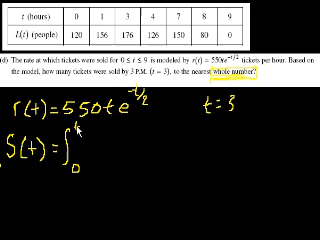 t (hours) 0 1 3 4 7 8 9
L(t) (people) 120 156 176 126 150 80 0
(d) The rate at which tickets were sold for 0 ≤ t ≤ 9 is modeled by r(t) = 550te^(-t/2) tickets per hour. Based on
the model, how many tickets were sold by 3 P.M. (t = 3), to the nearest whole number?
r(t) = 550te^(-t/2) t = 3
S(t) = ∫₀